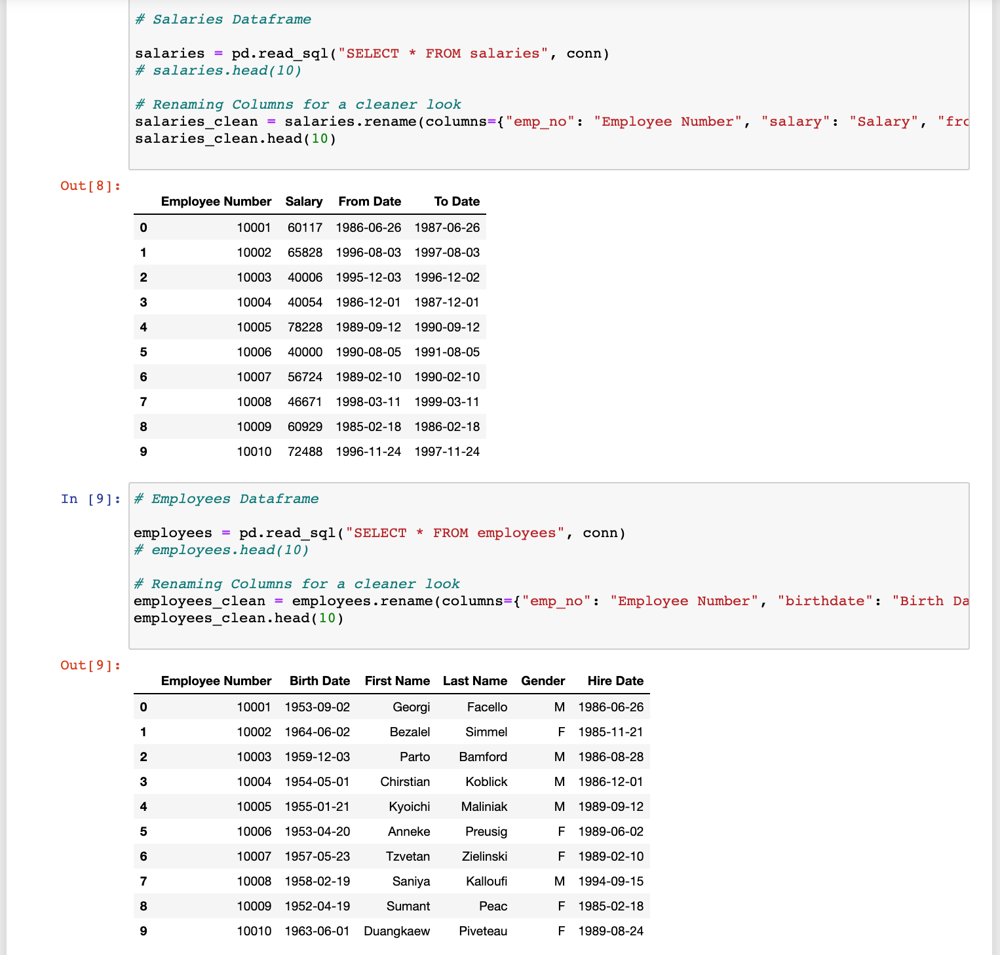 # Salaries Dataframe
salaries = pd.read_sql("SELECT * FROM salaries", conn)
# salaries.head(10)
# Renaming Columns for a cleaner look
salaries_clean = salaries.rename(columns={"emp_no": "Employee Number", "salary": "Salary", "fro
salaries_clean.head(10)
Out[8]:
Employee Number Salary From Date To Date
0 10001 60117 1986-06-26 1987-06-26
1 10002 65828 1996-08-03 1997-08-03
2 10003 40006 1995-12-03 1996-12-02
3 10004 40054 1986-12-01 1987-12-01
4 10005 78228 1989-09-12 1990-09-12
5 10006 40000 1990-08-05 1991-08-05
6 10007 56724 1989-02-10 1990-02-10
7 10008 46671 1998-03-11 1999-03-11
8 10009 60929 1985-02-18 1986-02-18
9 10010 72488 1996-11-24 1997-11-24
In [9]: # Employees Dataframe
employees = pd.read_sql("SELECT * FROM employees", conn)
# employees.head(10)
# Renaming Columns for a cleaner look
employees_clean = employees.rename(columns={"emp_no": "Employee Number", "birthdate": "Birth Da
employees_clean.head(10)
Out[9]:
Employee Number Birth Date First Name Last Name Gender Hire Date
0 10001 1953-09-02 Georgi Facello M 1986-06-26
1 10002 1964-06-02 Bezalel Simmel F 1985-11-21
2 10003 1959-12-03 Parto Bamford M 1986-08-28
3 10004 1954-05-01 Chirstian Koblick M 1986-12-01
4 10005 1955-01-21 Kyoichi Maliniak M 1989-09-12
5 10006 1953-04-20 Anneke Preusig F 1989-06-02
6 10007 1957-05-23 Tzvetan Zielinski F 1989-02-10
7 10008 1958-02-19 Saniya Kalloufi M 1994-09-15
8 10009 1952-04-19 Sumant Peac F 1985-02-18
9 10010 1963-06-01 Duangkaew Piveteau F 1989-08-24